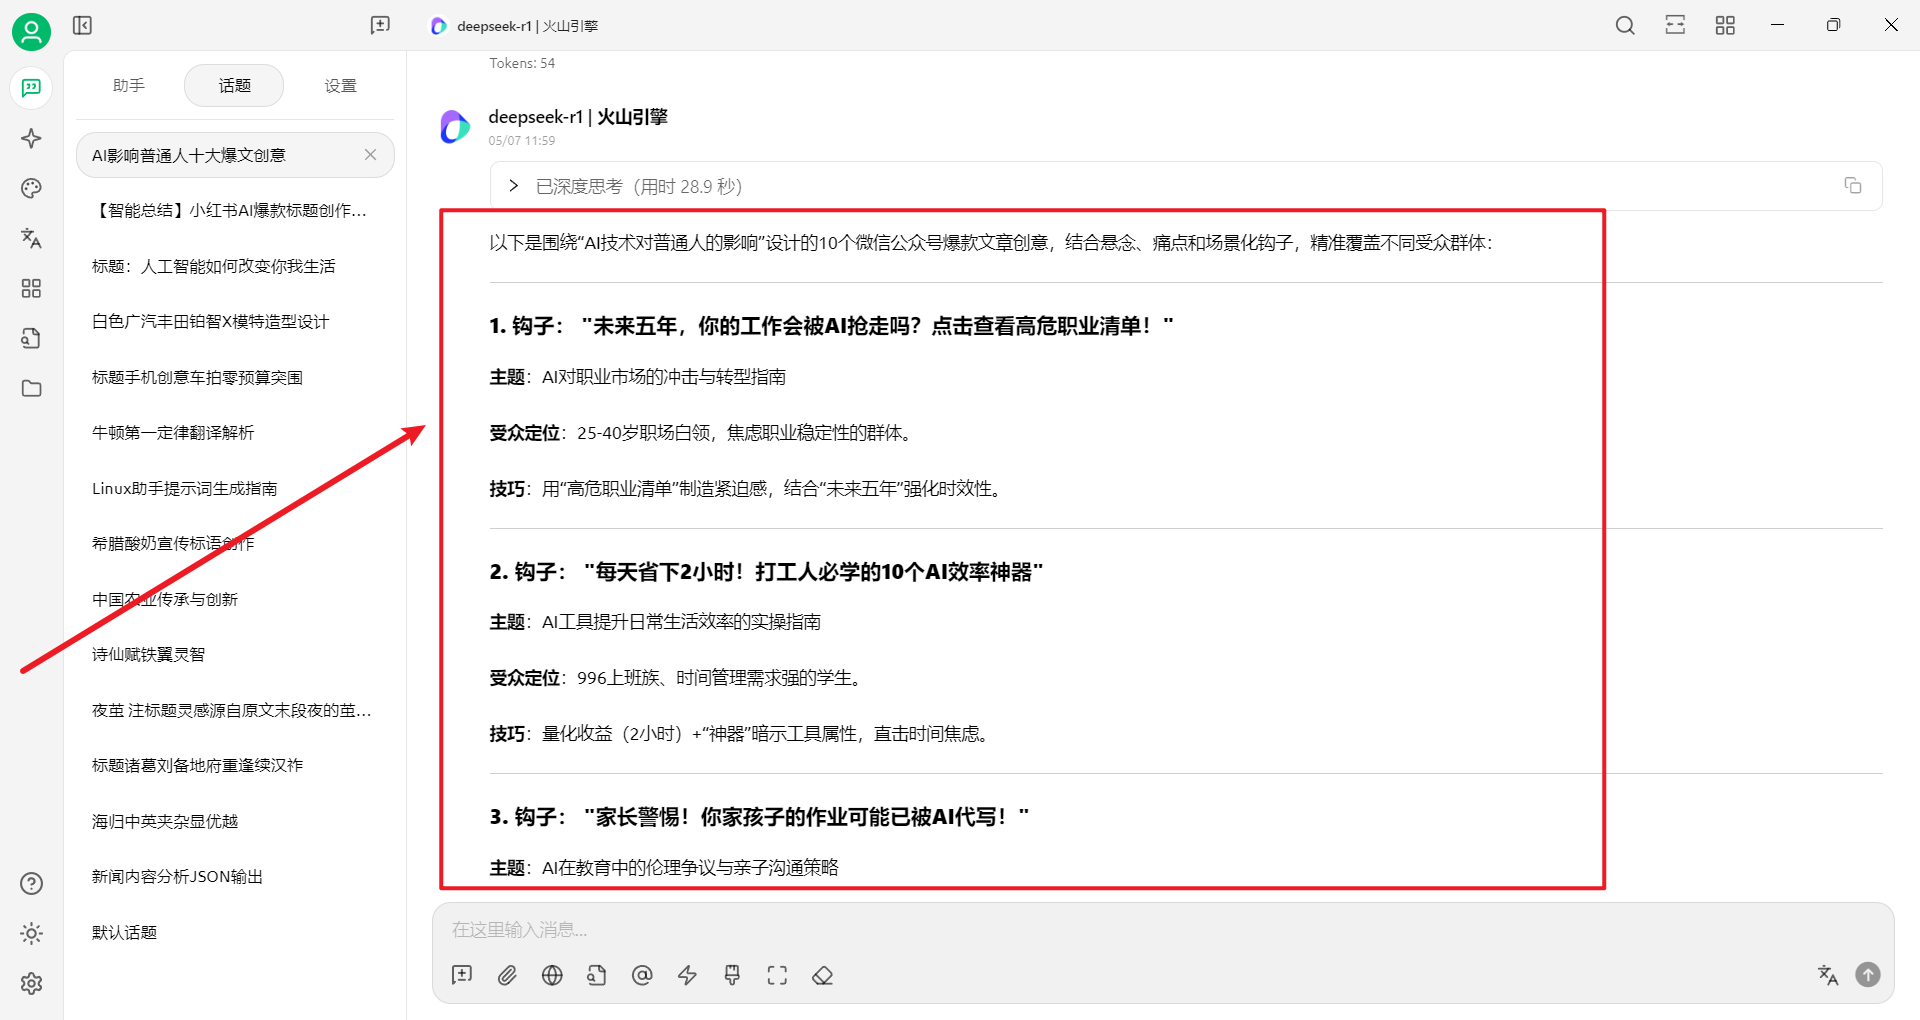 deepseek-r1 | 火山引擎
助手
话题
设置
AI影响普通人十大爆文创意
【智能总结】小红书AI爆款标题创作...
标题：人工智能如何改变你我生活
白色广汽丰田铂智X模特造型设计
标题手机创意车拍零预算突围
牛顿第一定律翻译解析
Linux助手提示词生成指南
希腊酸奶宣传标语创作
中国农业传承与创新
诗仙赋铁翼灵智
夜茧 注标题灵感源自原文末段夜的茧...
标题诸葛刘备地府重逢续汉祚
海归中英夹杂显优越
新闻内容分析JSON输出
默认话题
Tokens: 54
deepseek-r1 | 火山引擎
05/07 11:59
已深度思考（用时 28.9 秒）
以下是围绕“AI技术对普通人的影响”设计的10个微信公众号爆款文章创意，结合悬念、痛点和场景化钩子，精准覆盖不同受众群体：
1. 钩子： "未来五年，你的工作会被AI抢走吗？点击查看高危职业清单！"
主题：AI对职业市场的冲击与转型指南
受众定位：25-40岁职场白领，焦虑职业稳定性的群体。
技巧：用“高危职业清单”制造紧迫感，结合“未来五年”强化时效性。
2. 钩子： "每天省下2小时！打工人必学的10个AI效率神器"
主题：AI工具提升日常生活效率的实操指南
受众定位：996上班族、时间管理需求强的学生。
技巧：量化收益（2小时）+“神器”暗示工具属性，直击时间焦虑。
3. 钩子： "家长警惕！你家孩子的作业可能已被AI代写！"
主题：AI在教育中的伦理争议与亲子沟通策略
在这里输入消息...